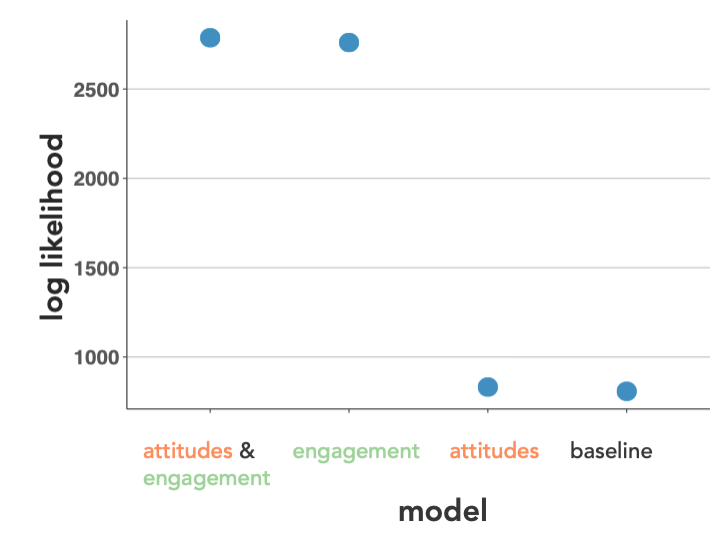 log likelihood
2500
2000
1500
1000
attitudes & engagement attitudes baseline
engagement
model